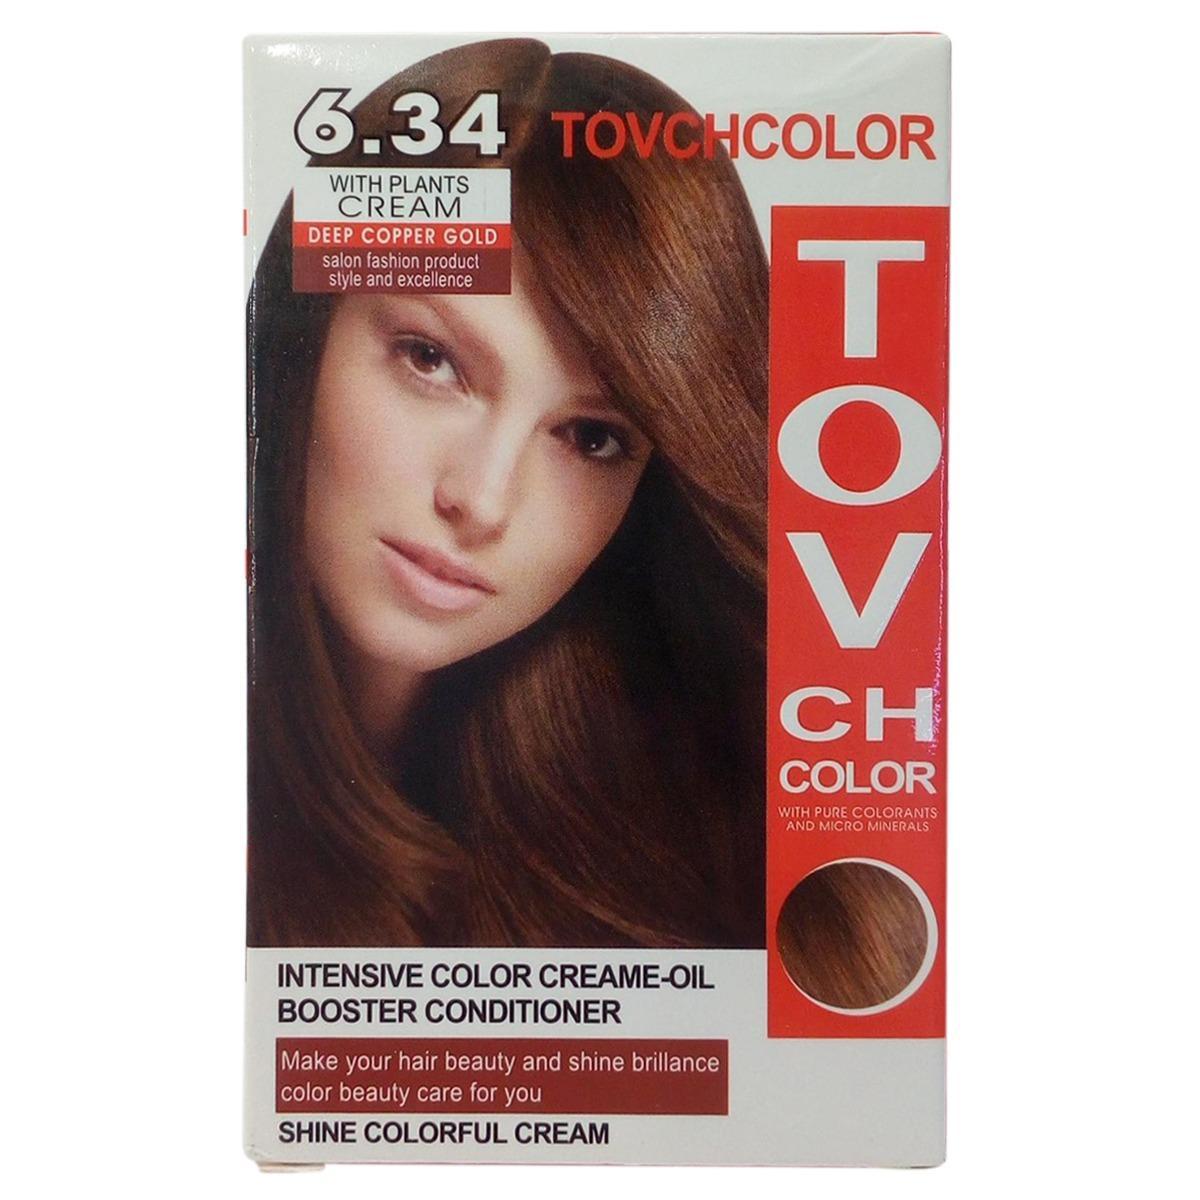 6.34
WITH PLANTS
CREAM
DEEP COPPER GOLD
salon fashion product
style and excellence
TOVCHCOLOR
T
O
V
CH
COLOR
WITH PURE COLORANTS
AND MICRO MINERALS
INTENSIVE COLOR CREAME-OIL
BOOSTER CONDITIONER
Make your hair beauty and shine brillance
color beauty care for you
SHINE COLORFUL CREAM